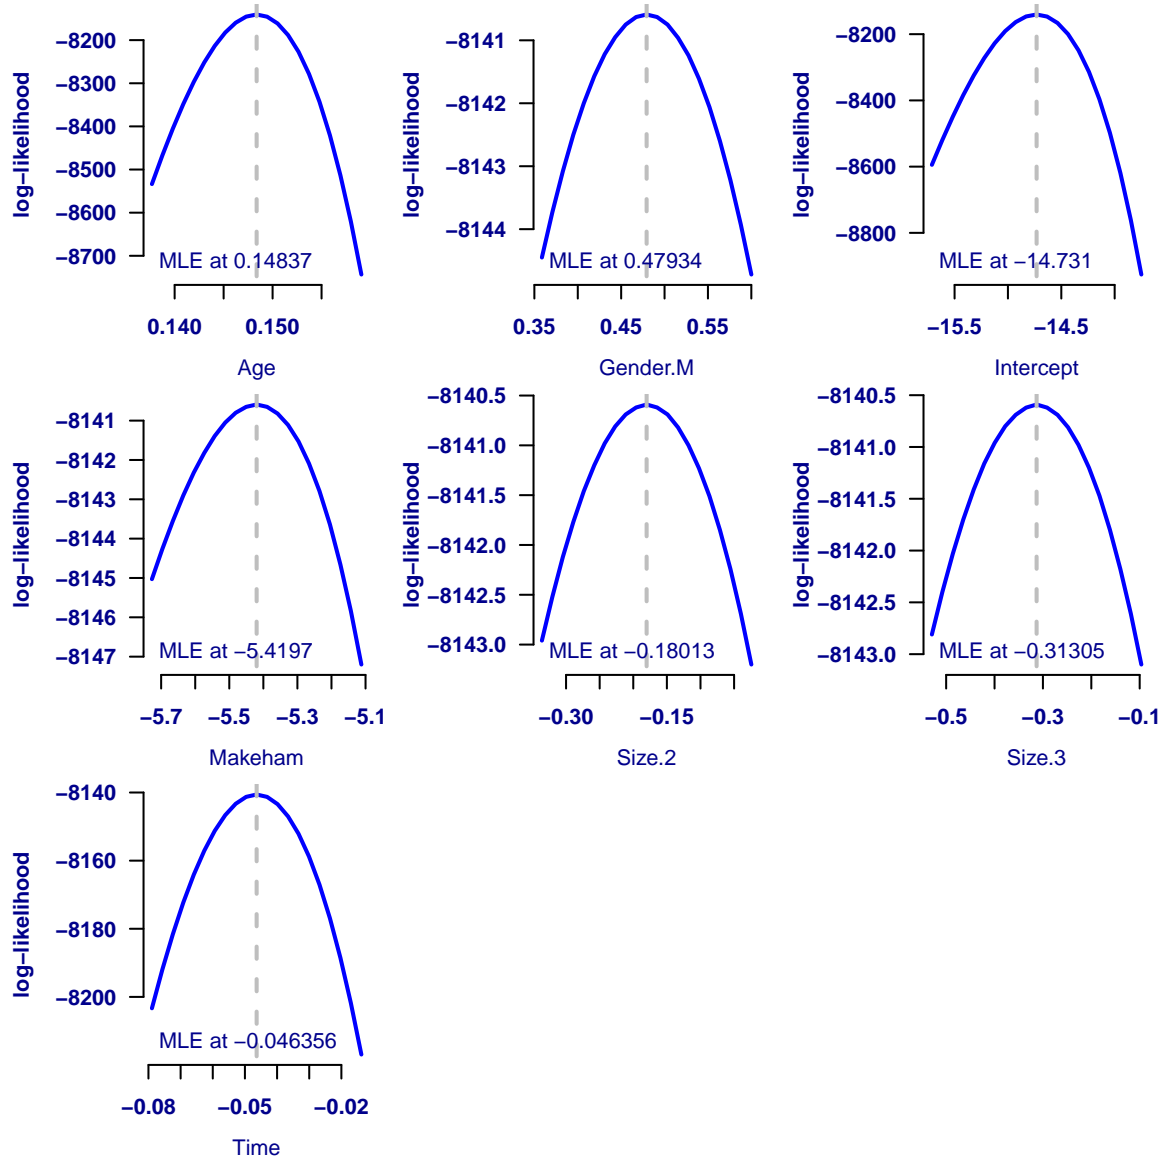 log−likelihood
−8200
−8300
−8400
−8500
−8600
−8700
MLE at 0.14837
0.140
0.150
Age
log−likelihood
−8141
−8142
−8143
−8144
MLE at 0.47934
0.35
0.45
0.55
Gender.M
log−likelihood
−8200
−8400
−8600
−8800
MLE at −14.731
−15.5
−14.5
Intercept
log−likelihood
−8141
−8142
−8143
−8144
−8145
−8146
−8147
MLE at −5.4197
−5.7
−5.5
−5.3
−5.1
Makeham
log−likelihood
−8140.5
−8141.0
−8141.5
−8142.0
−8142.5
−8143.0
MLE at −0.18013
−0.30
−0.15
Size.2
log−likelihood
−8140.5
−8141.0
−8141.5
−8142.0
−8142.5
−8143.0
MLE at −0.31305
−0.5
−0.3
−0.1
Size.3
log−likelihood
−8140
−8160
−8180
−8200
MLE at −0.046356
−0.08
−0.05
−0.02
Time